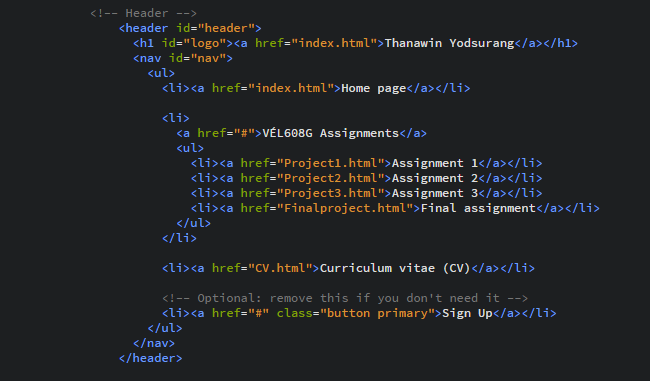 <!-- Header -->
<header id="header">
<h1 id="logo"><a href="index.html">Thanawin Yodsurang</a></h1>
<nav id="nav">
<ul>
<li><a href="index.html">Home page</a></li>
<li>
<a href="#">VÉL608G Assignments</a>
<ul>
<li><a href="Project1.html">Assignment 1</a></li>
<li><a href="Project2.html">Assignment 2</a></li>
<li><a href="Project3.html">Assignment 3</a></li>
<li><a href="Finalproject.html">Final assignment</a></li>
</ul>
</li>
<li><a href="CV.html">Curriculum vitae (CV)</a></li>
<!-- Optional: remove this if you don't need it -->
<li><a href="#" class="button primary">Sign Up</a></li>
</ul>
</nav>
</header>